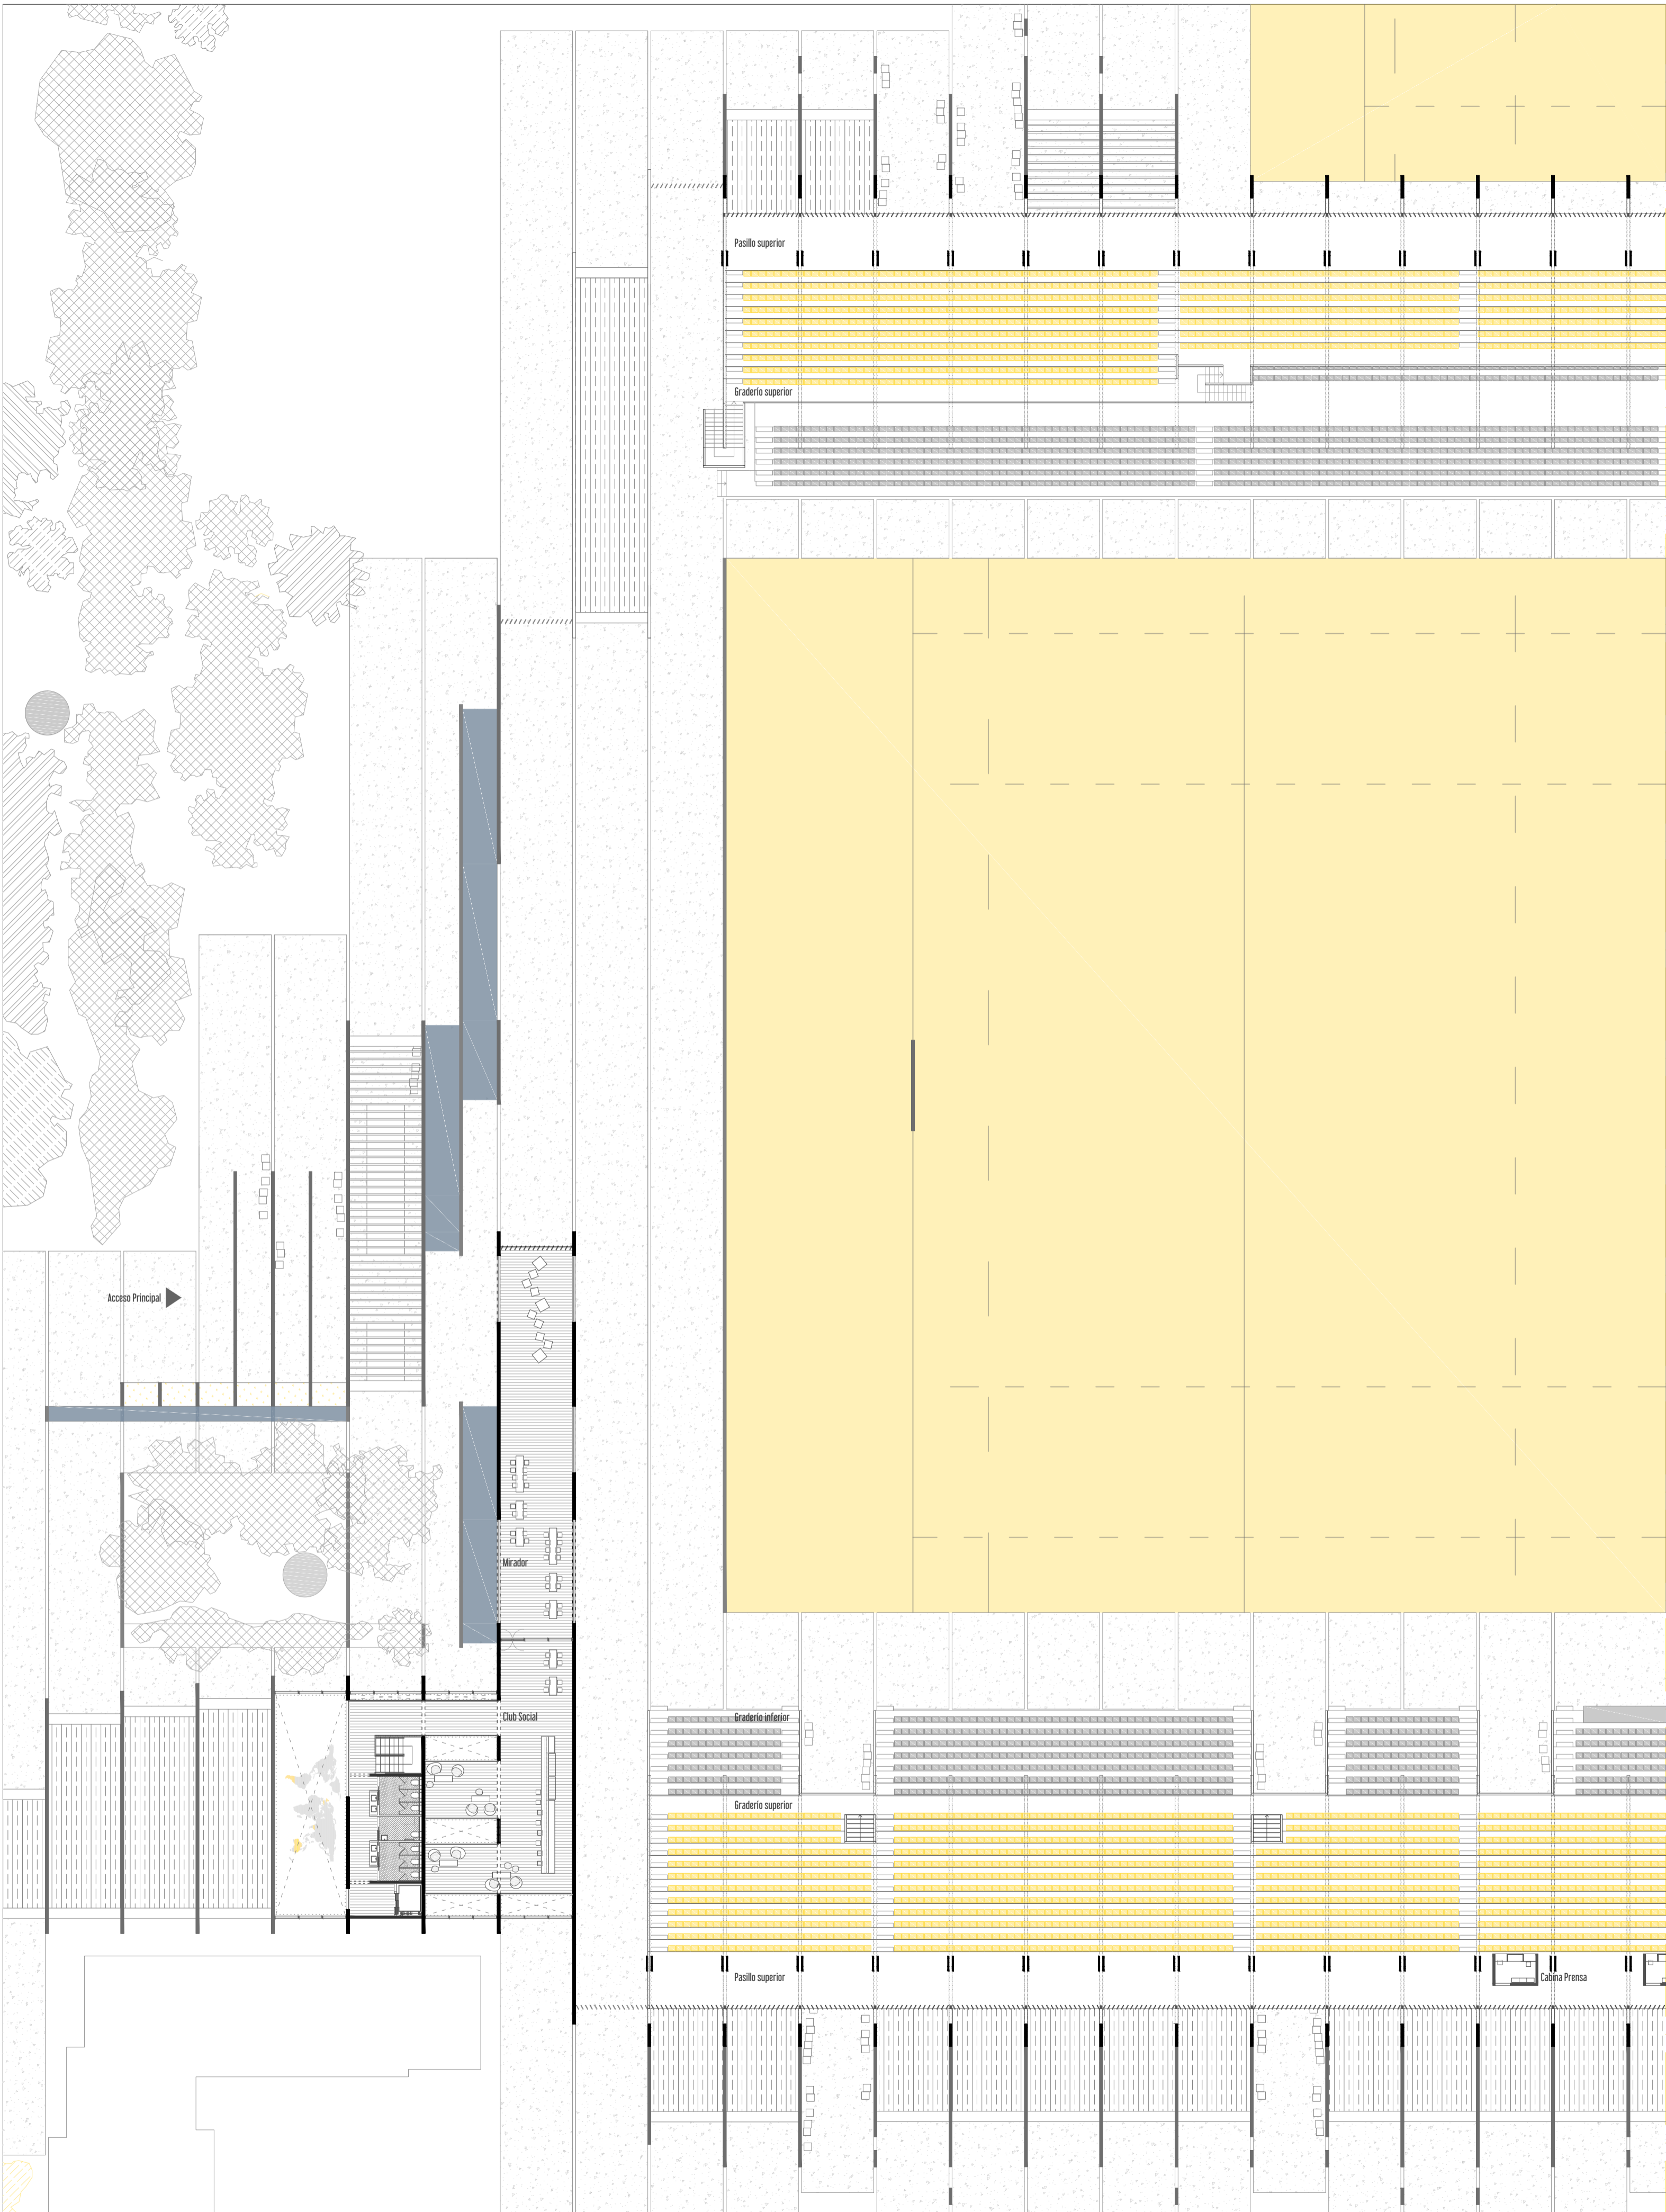 Pasillo superior
Graderío superior
Acceso Principal
Mirador
Club Social
Graderío inferior
Graderío superior
Pasillo superior
Cabina Prensa